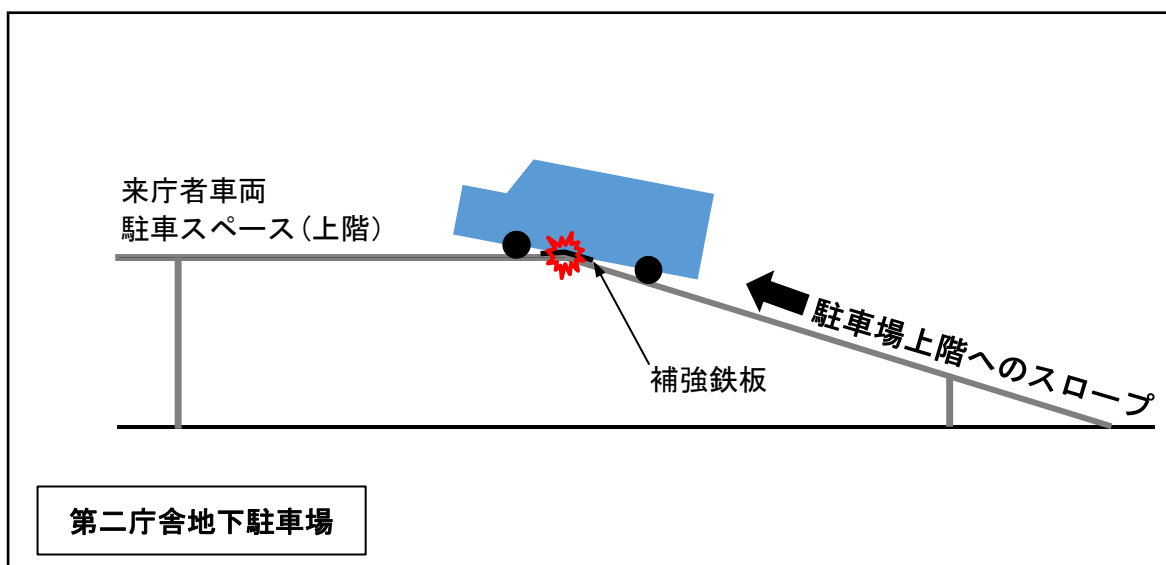 来庁者車両
駐車スペース（上階）
駐車場上階へのスロープ
補強鉄板
第二庁舎地下駐車場